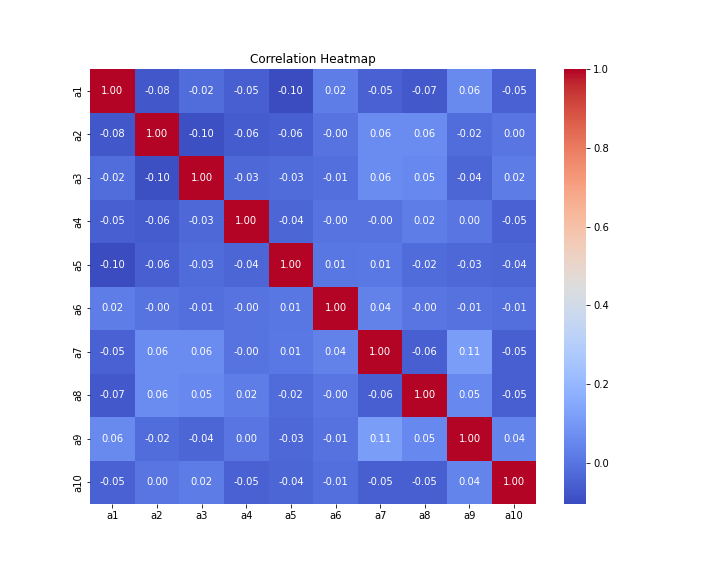 Correlation Heatmap
a1 1.00 -0.08 -0.02 -0.05 -0.10 0.02 -0.05 -0.07 0.06 -0.05
a2 -0.08 1.00 -0.10 -0.06 -0.06 -0.00 0.06 0.06 -0.02 0.00
a3 -0.02 -0.10 1.00 -0.03 -0.03 -0.01 0.06 0.05 -0.04 0.02
a4 -0.05 -0.06 -0.03 1.00 -0.04 -0.00 -0.00 0.02 0.00 -0.05
a5 -0.10 -0.06 -0.03 -0.04 1.00 0.01 0.01 -0.02 -0.03 -0.04
a6 0.02 -0.00 -0.01 -0.00 0.01 1.00 0.04 -0.00 -0.01 -0.01
a7 -0.05 0.06 0.06 -0.00 0.01 0.04 1.00 -0.06 0.11 -0.05
a8 -0.07 0.06 0.05 0.02 -0.02 -0.00 -0.06 1.00 0.05 -0.05
a9 0.06 -0.02 -0.04 0.00 -0.03 -0.01 0.11 0.05 1.00 0.04
a10 -0.05 0.00 0.02 -0.05 -0.04 -0.01 -0.05 -0.05 0.04 1.00
a1 a2 a3 a4 a5 a6 a7 a8 a9 a10
1.0
0.8
0.6
0.4
0.2
0.0